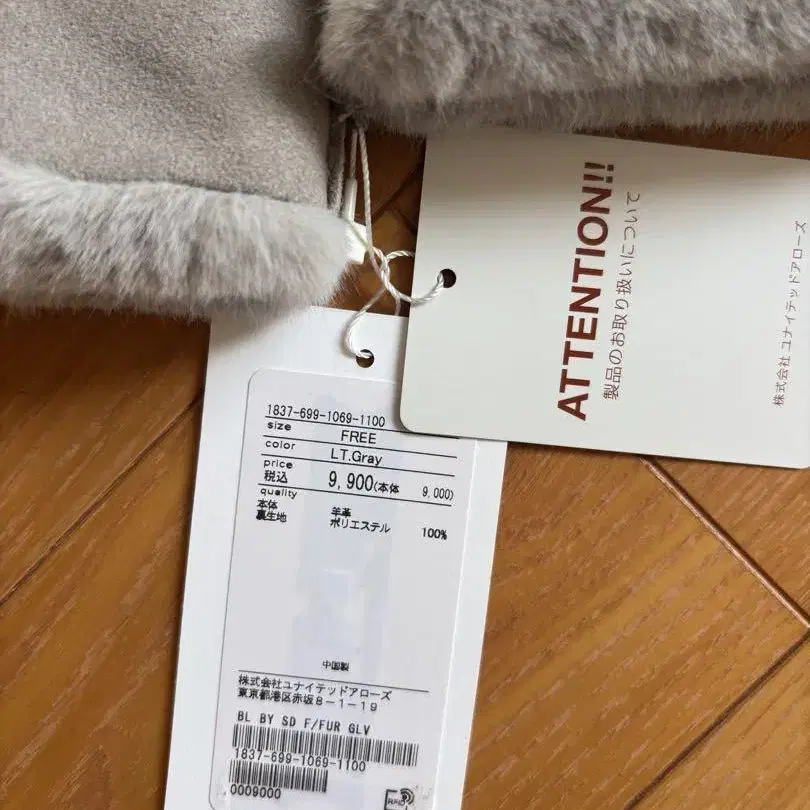 1837-699-1069-1100
size FREE
color LT.Gray
price
税込 9,900(本体 9,000)
quality
本体 羊革
裏生地 ポリエステル 100%
中国製
株式会社ユナイテッドアローズ
東京都港区赤坂8-1-19
BL BY SD F/FUR GLV
1837-699-1069-1100
0009000
RFID
ATTENTION!!
製品のお取り扱いについて
株式会社 ユナイテッドアローズ